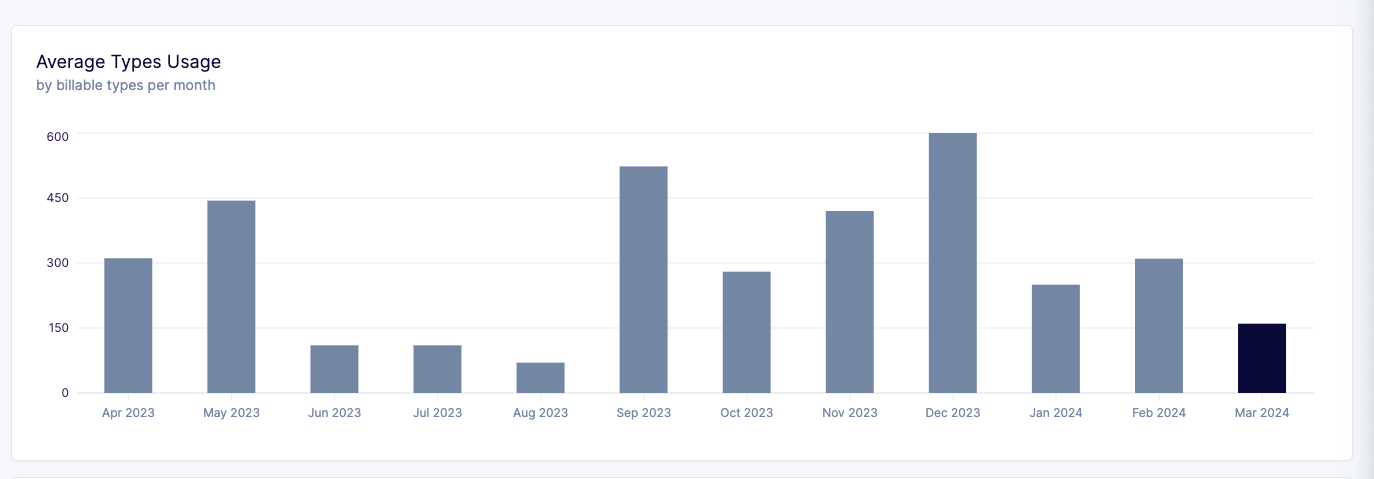 Average Types Usage
by billable types per month
600
450
300
150
0
Apr 2023 May 2023 Jun 2023 Jul 2023 Aug 2023 Sep 2023 Oct 2023 Nov 2023 Dec 2023 Jan 2024 Feb 2024 Mar 2024